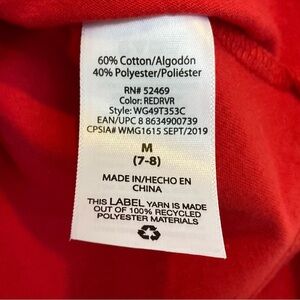 60% Cotton/Algodón
40% Polyester/Poliéster
RN# 52469
Color: REDRVR
Style: WG49T353C
EAN/UPC 8 8634900739
CPSIA# WMG1615 SEPT/2019
M
(7-8)
MADE IN/HECHO EN
CHINA
THIS LABEL YARN IS MADE
OUT OF 100% RECYCLED
POLYESTER MATERIALS